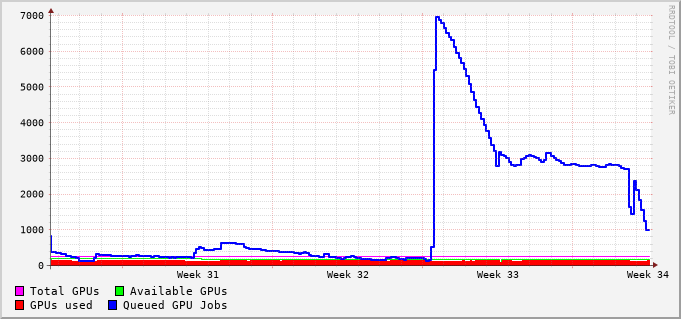 7000
6000
5000
4000
3000
2000
1000
0
Week 31 Week 32 Week 33 Week 34
Total GPUs Available GPUs
GPUs used Queued GPU Jobs
RRDTOOL / TOBI OETIKER